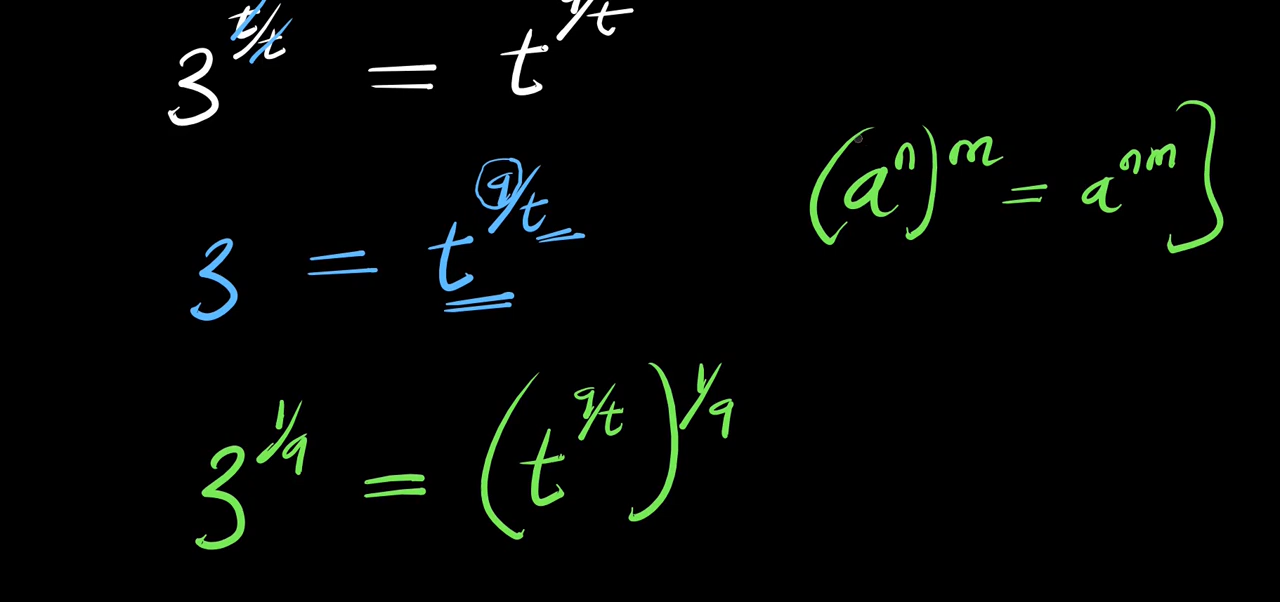 3^{t/t} = t^{9/t}
(a^n)^m = a^{nm}]
3 = t^{9/t}
3^{1/9} = (t^{9/t})^{1/9}